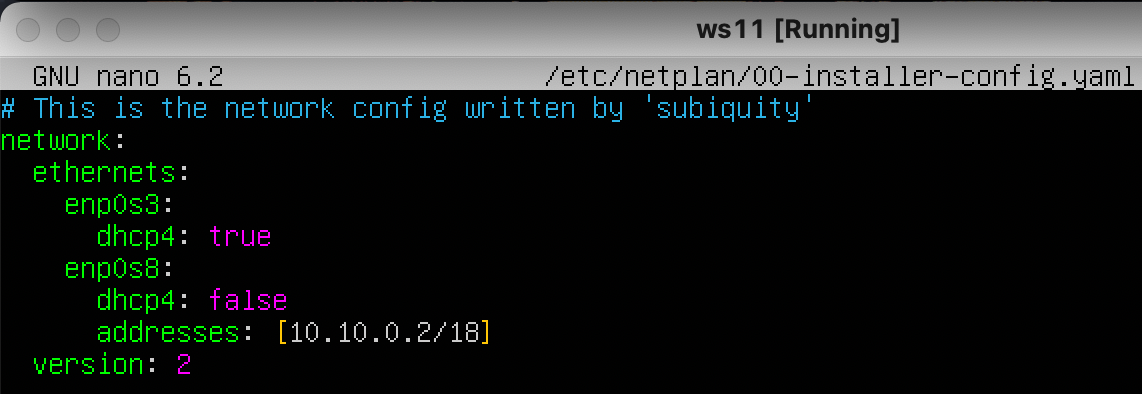 ws11 [Running]
GNU nano 6.2 /etc/netplan/00-installer-config.yaml
# This is the network config written by 'subiquity'
network:
  ethernets:
    enp0s3:
      dhcp4: true
    enp0s8:
      dhcp4: false
      addresses: [10.10.0.2/18]
  version: 2